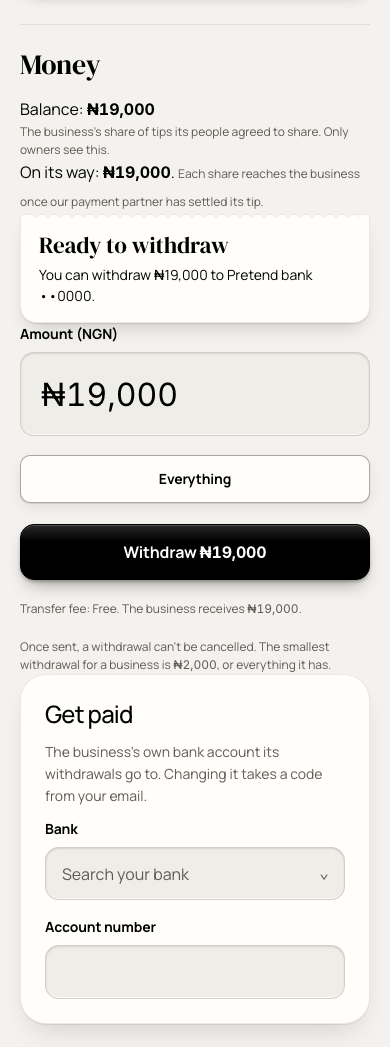 Money
Balance: ₦19,000
The business's share of tips its people agreed to share. Only
owners see this.
On its way: ₦19,000. Each share reaches the business
once our payment partner has settled its tip.
Ready to withdraw
You can withdraw ₦19,000 to Pretend bank
••0000.
Amount (NGN)
₦19,000
Everything
Withdraw ₦19,000
Transfer fee: Free. The business receives ₦19,000.
Once sent, a withdrawal can't be cancelled. The smallest
withdrawal for a business is ₦2,000, or everything it has.
Get paid
The business's own bank account its
withdrawals go to. Changing it takes a code
from your email.
Bank
Search your bank
Account number